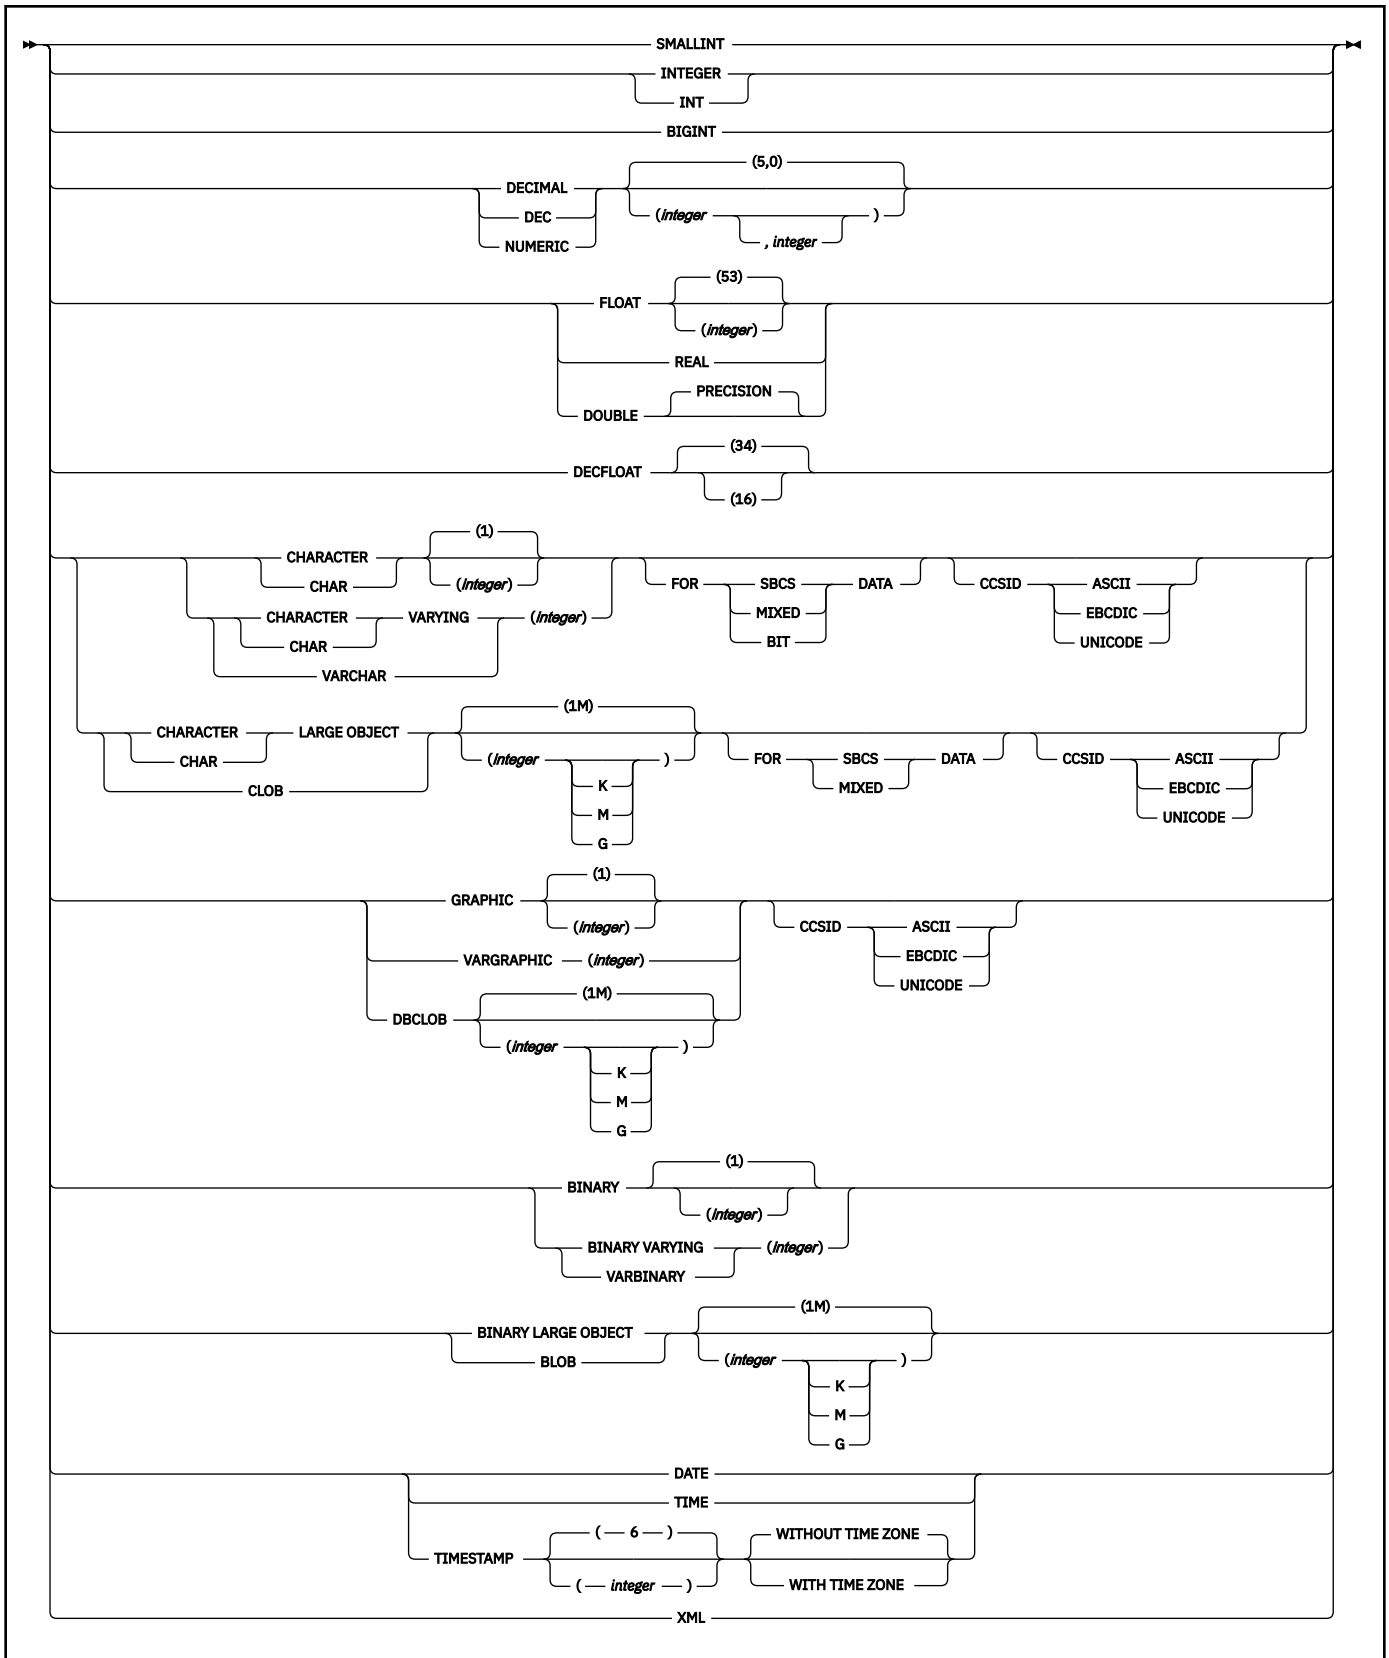 SMALLINT
INTEGER
INT
BIGINT
(5,0)
DECIMAL
DEC (integer )
NUMERIC , integer
(53)
FLOAT
(integer)
REAL
PRECISION
DOUBLE
(34)
DECFLOAT
(16)
(1)
CHARACTER
CHAR (integer) FOR SBCS DATA CCSID ASCII
CHARACTER VARYING (integer) MIXED EBCDIC
CHAR BIT UNICODE
VARCHAR
(1M)
CHARACTER LARGE OBJECT
CHAR (integer ) FOR SBCS DATA CCSID ASCII
CLOB K MIXED EBCDIC
M UNICODE
G
(1)
GRAPHIC
(integer) CCSID ASCII
VARGRAPHIC (integer) EBCDIC
UNICODE
(1M)
DBCLOB
(integer )
K
M
G
(1)
BINARY
(integer)
BINARY VARYING (integer)
VARBINARY
(1M)
BINARY LARGE OBJECT
BLOB (integer )
K
M
G
DATE
TIME
( 6 ) WITHOUT TIME ZONE
TIMESTAMP
( integer ) WITH TIME ZONE
XML